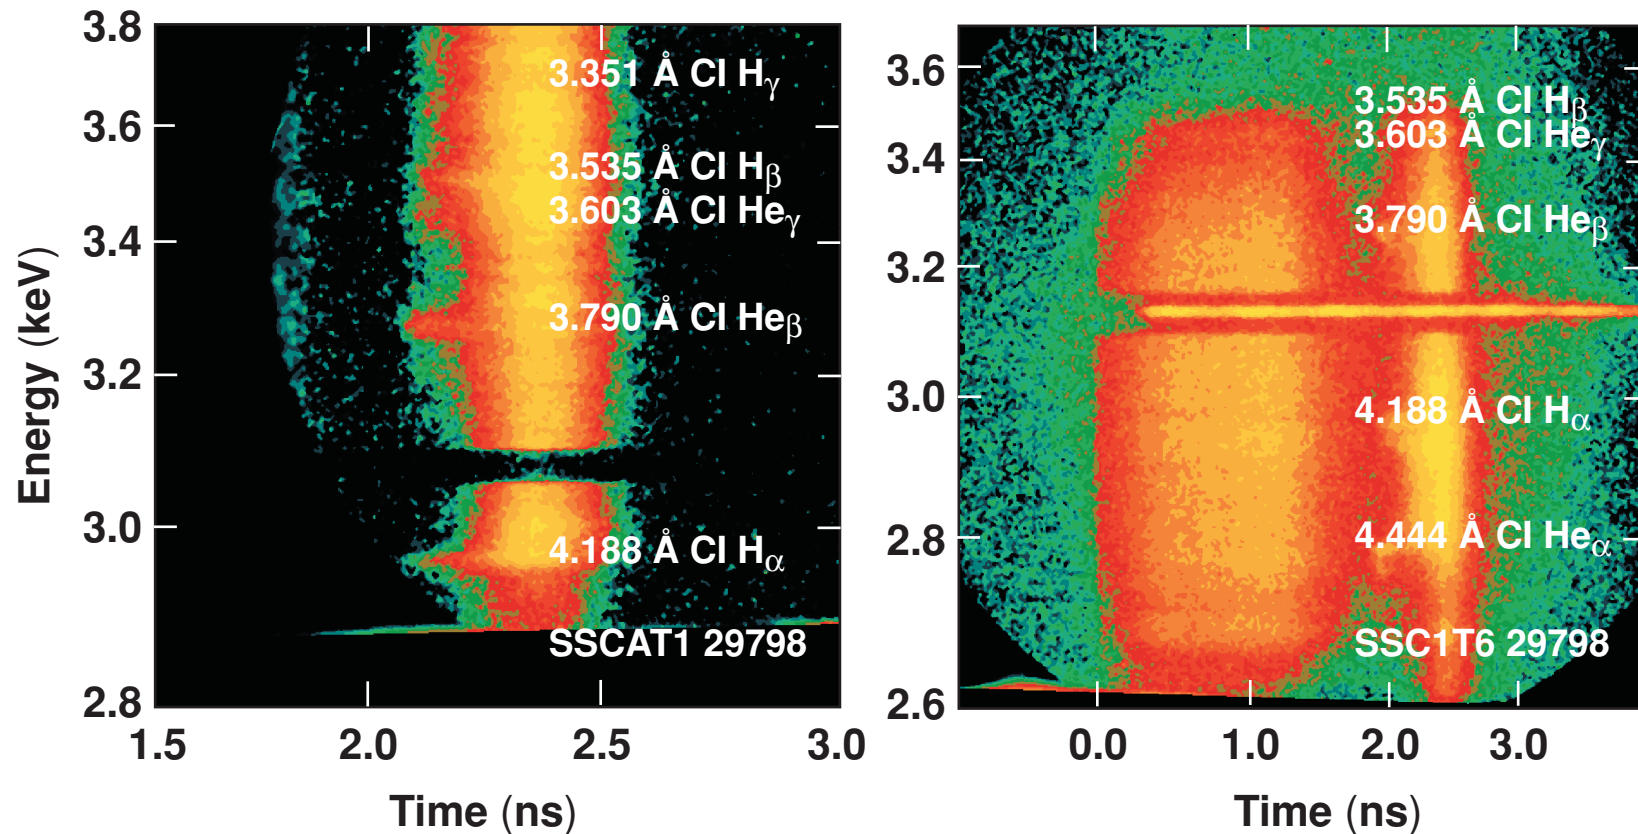 Energy (keV)
3.8
3.6
3.4
3.2
3.0
2.8
3.351 Å Cl Hγ
3.535 Å Cl Hβ
3.603 Å Cl Heγ
3.790 Å Cl Heβ
4.188 Å Cl Hα
SSCAT1 29798
1.5 2.0 2.5 3.0
Time (ns)
3.6
3.4
3.2
3.0
2.8
2.6
3.535 Å Cl Hβ
3.603 Å Cl Heγ
3.790 Å Cl Heβ
4.188 Å Cl Hα
4.444 Å Cl Heα
SSC1T6 29798
0.0 1.0 2.0 3.0
Time (ns)